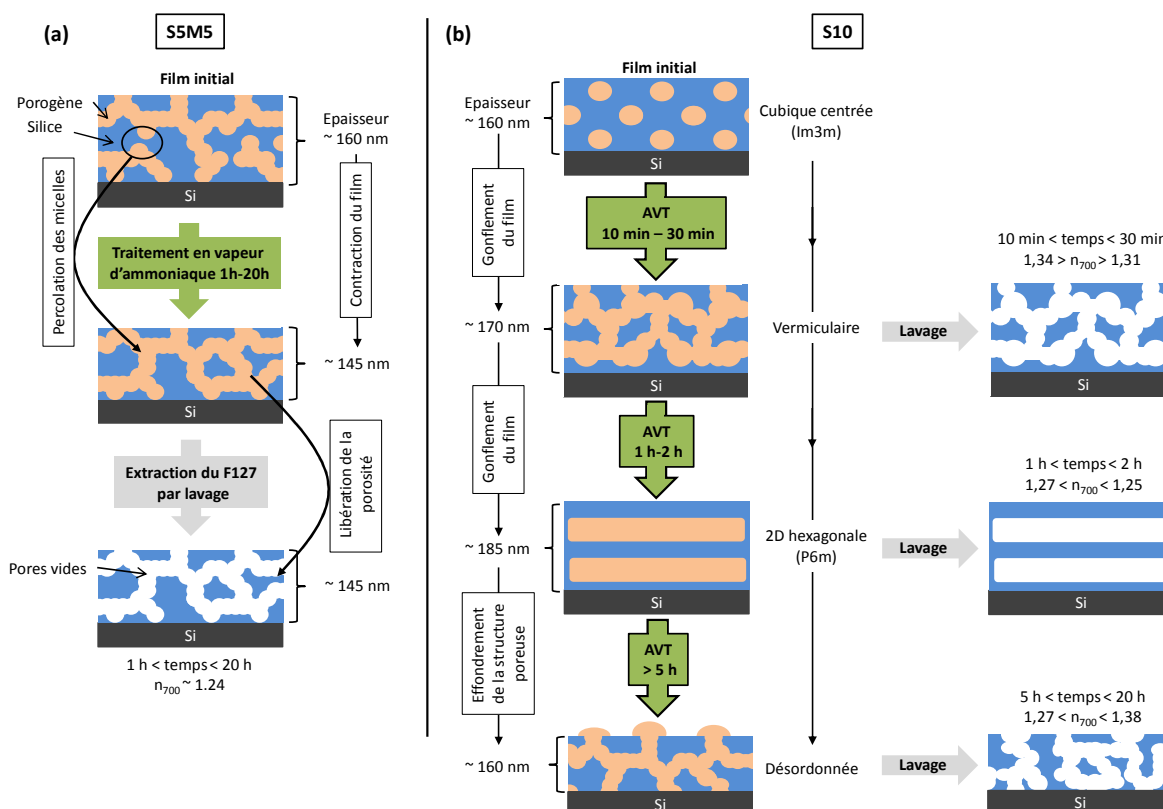 (a)
S5M5
Film initial
Porogène
Silice
Epaisseur
~ 160 nm
Si
Percolation des micelles
Contraction du film
Traitement en vapeur
d'ammoniaque 1h-20h
~ 145 nm
Si
Extraction du F127
par lavage
Libération de la
porosité
Pores vides
~ 145 nm
Si
1 h < temps < 20 h
n700 ~ 1.24
(b)
S10
Film initial
Epaisseur
~ 160 nm
Cubique centrée
(Im3m)
Si
Gonflement
du film
AVT
10 min – 30 min
10 min < temps < 30 min
1,34 > n700 > 1,31
~ 170 nm
Vermiculaire
Lavage
Si
Si
Gonflement
du film
AVT
1 h-2 h
1 h < temps < 2 h
1,27 < n700 < 1,25
~ 185 nm
2D hexagonale
(P6m)
Lavage
Si
Si
Effondrement
de la structure
poreuse
AVT
> 5 h
5 h < temps < 20 h
1,27 < n700 < 1,38
~ 160 nm
Désordonnée
Lavage
Si
Si